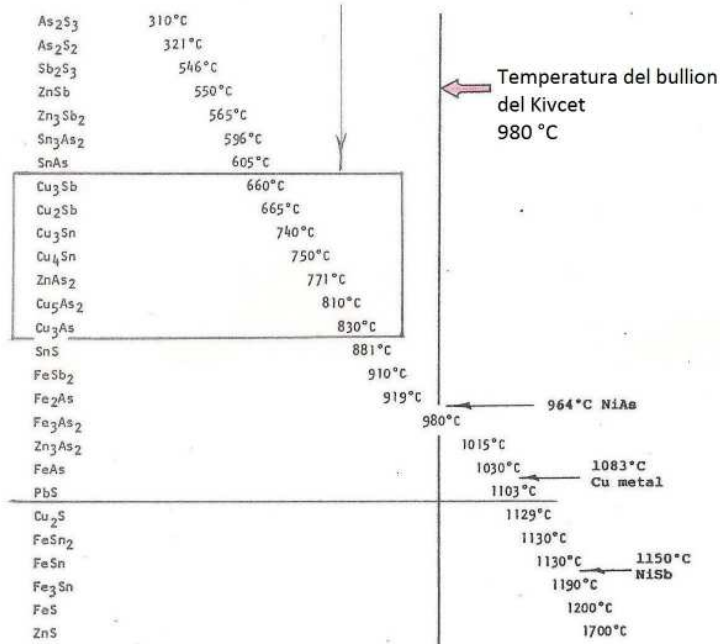 As₂S₃ 310°C
As₂S₂ 321°C
Sb₂S₃ 546°C
ZnSb 550°C
Temperatura del bullion
del Kivcet
980 °C
Zn₃Sb₂ 565°C
Sn₃As₂ 596°C
SnAs 605°C
Cu₃Sb 660°C
Cu₂Sb 665°C
Cu₃Sn 740°C
Cu₄Sn 750°C
ZnAs₂ 771°C
Cu₅As₂ 810°C
Cu₃As 830°C
SnS 881°C
FeSb₂ 910°C
Fe₂As 919°C
964°C NiAs
Fe₃As₂ 980°C
Zn₃As₂ 1015°C
FeAs 1030°C
1083°C
Cu metal
PbS 1103°C
Cu₂S 1129°C
FeSn₂ 1130°C
FeSn 1130°C
1150°C
NiSb
Fe₃Sn 1190°C
FeS 1200°C
ZnS 1700°C